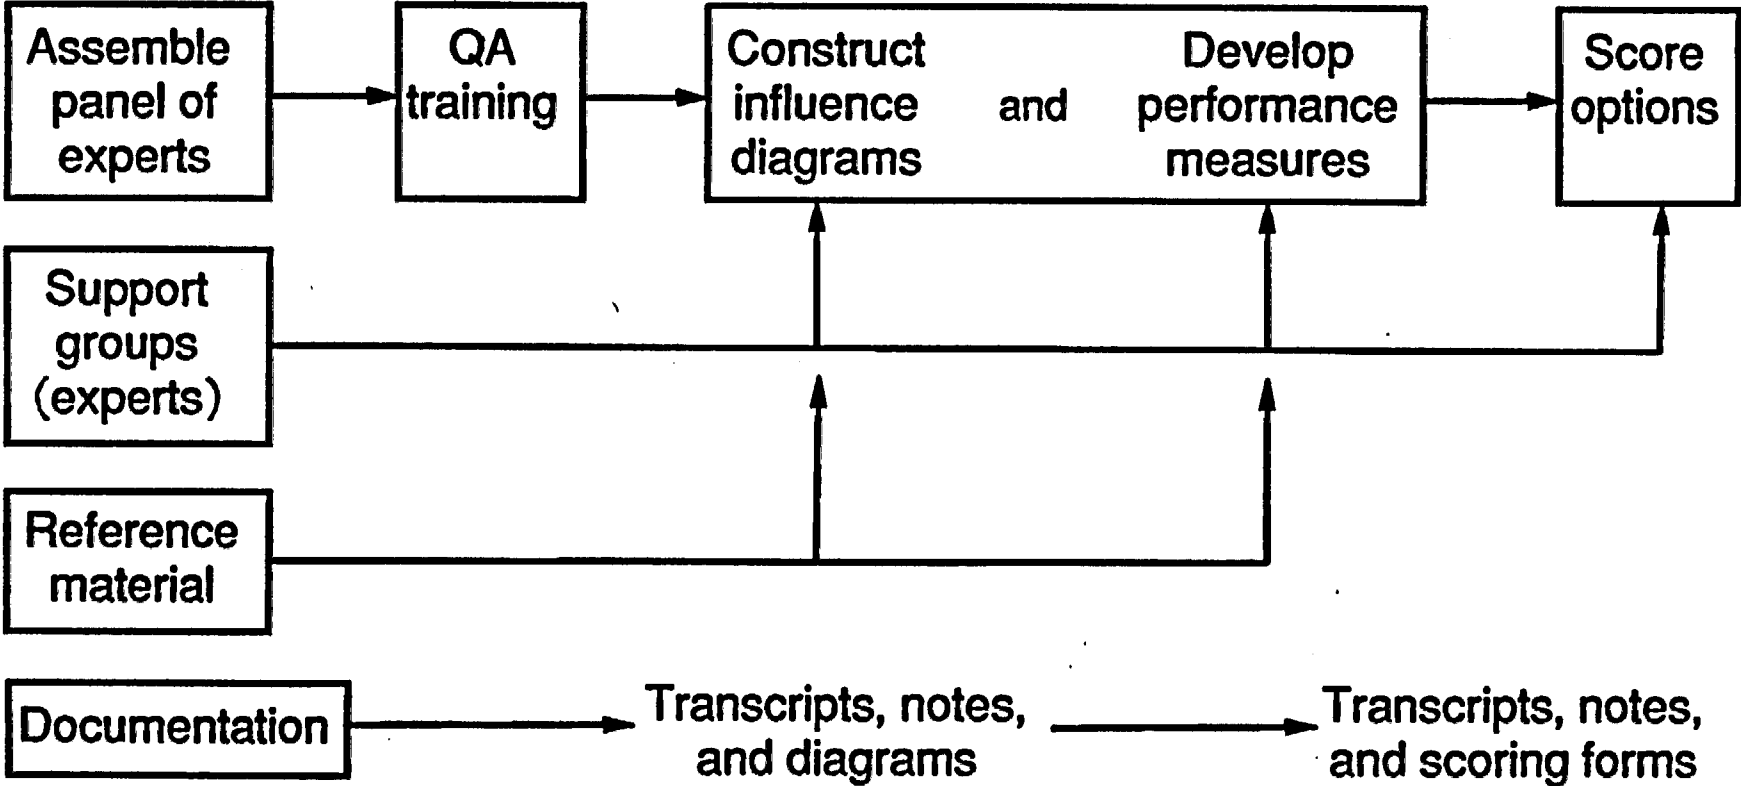 Assemble
panel of
experts
QA
training
Construct
influence
diagrams
and
Develop
performance
measures
Score
options
Support
groups
(experts)
Reference
material
Documentation
Transcripts, notes,
and diagrams
Transcripts, notes,
and scoring forms